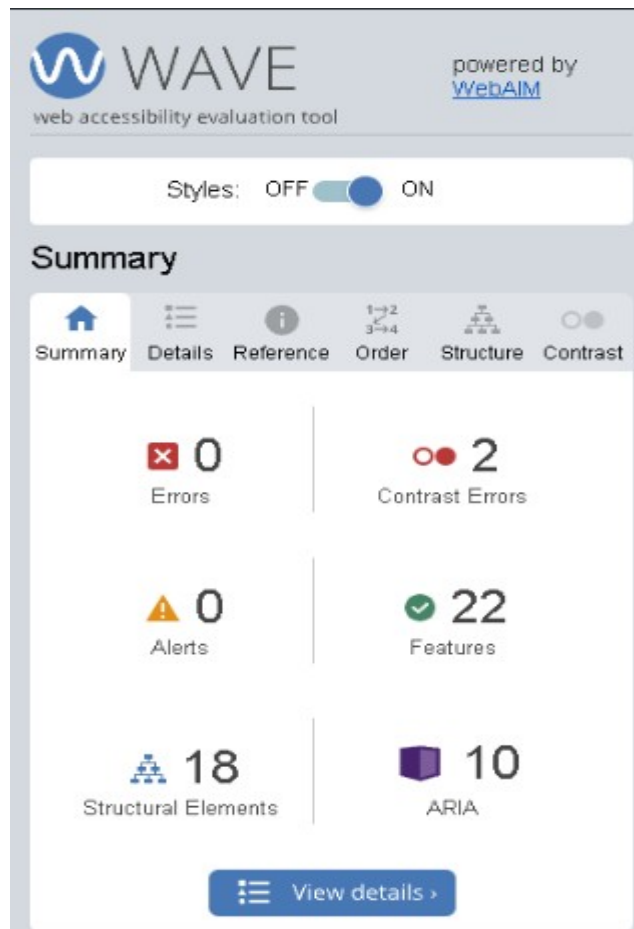 WAVE
powered by
WebAIM
web accessibility evaluation tool
Styles: OFF ON
Summary
1→2
3→4
Summary Details Reference Order Structure Contrast
0 2
Errors Contrast Errors
0 22
Alerts Features
18 10
Structural Elements ARIA
View details ›